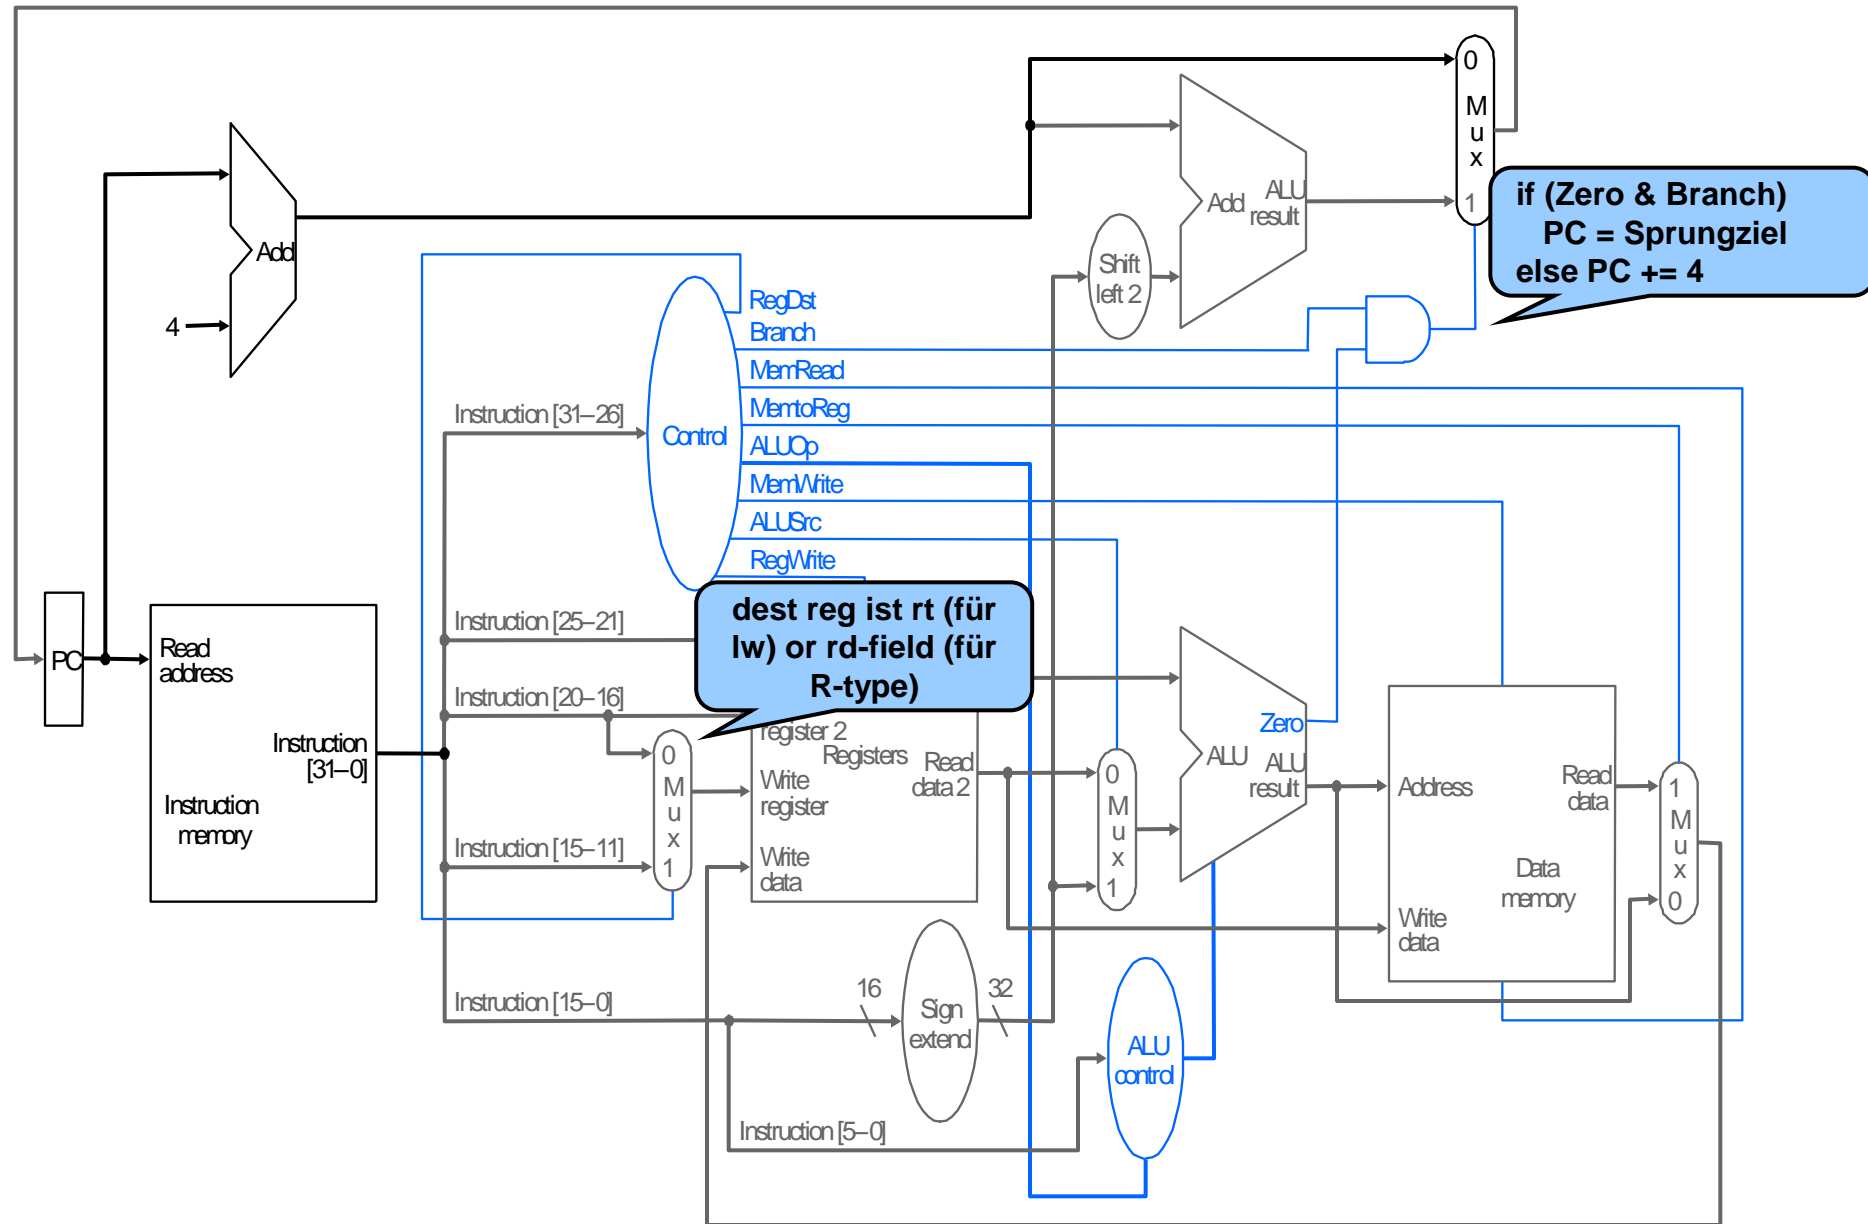 0
M
u
x
1
if (Zero & Branch)
PC = Sprungziel
else PC += 4
Add
ALU
result
Shift
left 2
Add
4
RegDst
Branch
MemRead
MemtoReg
ALUOp
MemWrite
ALUSrc
RegWrite
Control
Instruction [31–26]
Instruction [25–21]
Instruction [20–16]
Instruction [15–11]
Instruction [15–0]
Instruction [5–0]
dest reg ist rt (für
lw) or rd-field (für
R-type)
PC
Read
address
Instruction
[31–0]
Instruction
memory
0
M
u
x
1
register 2
Registers
Write
register
Write
data
Read
data 2
0
M
u
x
1
Zero
ALU
ALU
result
Address
Read
data
Data
memory
Write
data
1
M
u
x
0
16
Sign
extend
32
ALU
control